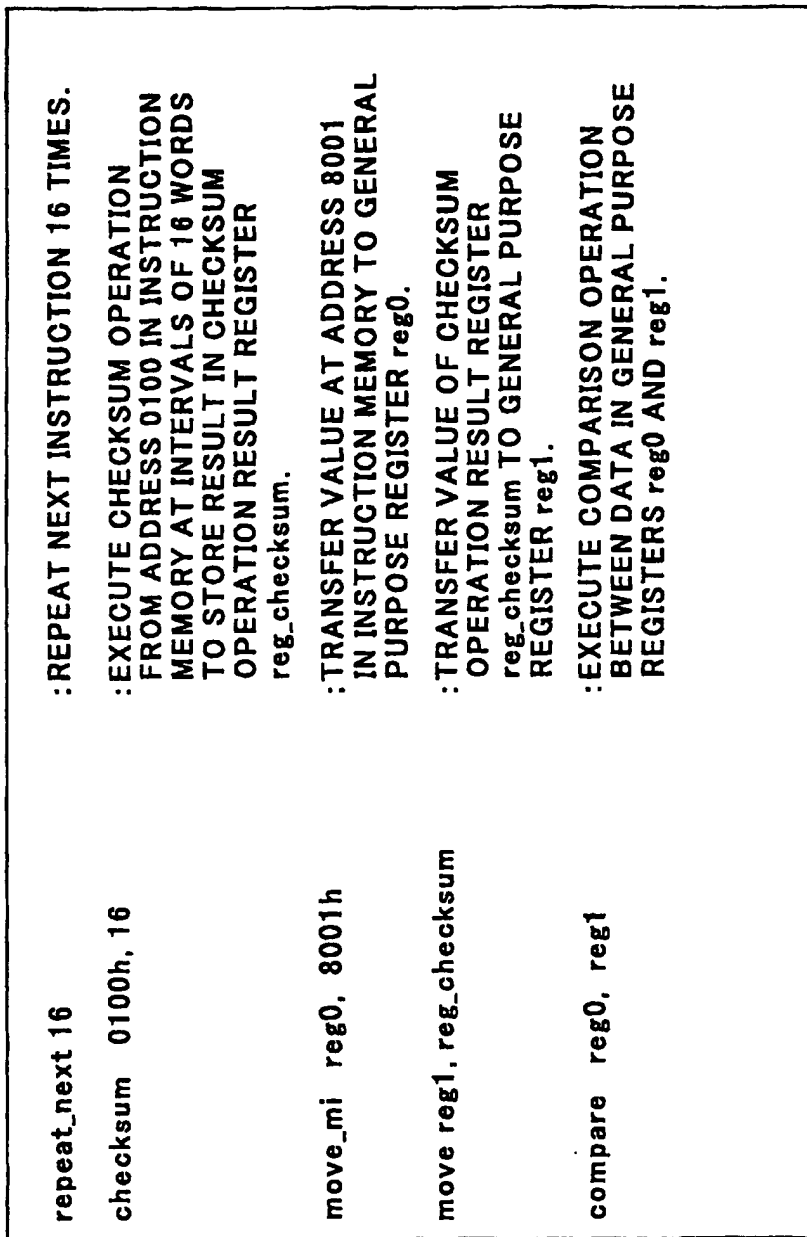 repeat_next 16 :REPEAT NEXT INSTRUCTION 16 TIMES.
checksum 0100h, 16 :EXECUTE CHECKSUM OPERATION
FROM ADDRESS 0100 IN INSTRUCTION
MEMORY AT INTERVALS OF 16 WORDS
TO STORE RESULT IN CHECKSUM
OPERATION RESULT REGISTER
reg_checksum.
move_mi reg0, 8001h :TRANSFER VALUE AT ADDRESS 8001
IN INSTRUCTION MEMORY TO GENERAL
PURPOSE REGISTER reg0.
move reg1, reg_checksum :TRANSFER VALUE OF CHECKSUM
OPERATION RESULT REGISTER
reg_checksum TO GENERAL PURPOSE
REGISTER reg1.
compare reg0, reg1 :EXECUTE COMPARISON OPERATION
BETWEEN DATA IN GENERAL PURPOSE
REGISTERS reg0 AND reg1.